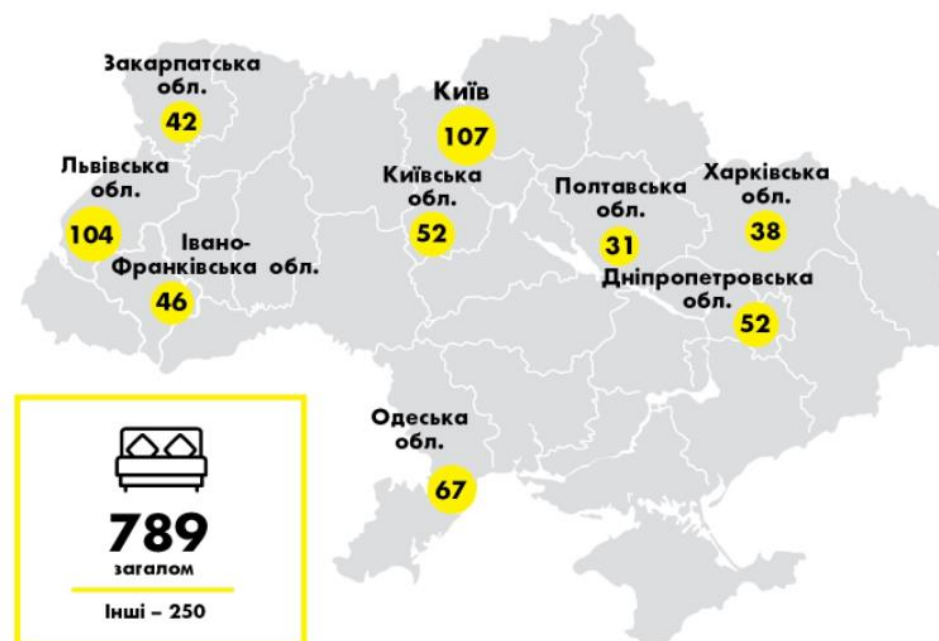 Закарпатська
обл.
42
Київ
107
Львівська
обл.
104
Київська
обл.
52
Полтавська
обл.
31
Харківська
обл.
38
Івано-
Франківська обл.
46
Дніпропетровська
обл.
52
Одеська
обл.
67
789
загалом
Інші – 250